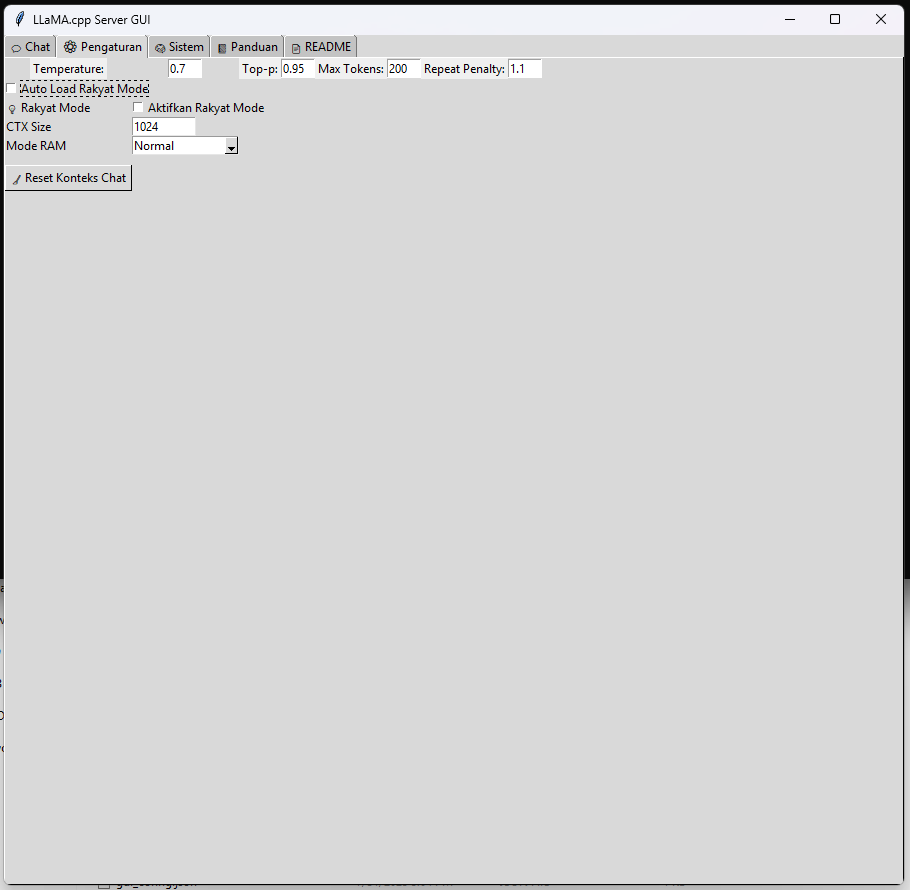 LLaMA.cpp Server GUI
Chat Pengaturan Sistem Panduan README
Temperature: 0.7 Top-p: 0.95 Max Tokens: 200 Repeat Penalty: 1.1
Auto Load Rakyat Mode
Rakyat Mode Aktifkan Rakyat Mode
CTX Size 1024
Mode RAM Normal
Reset Konteks Chat